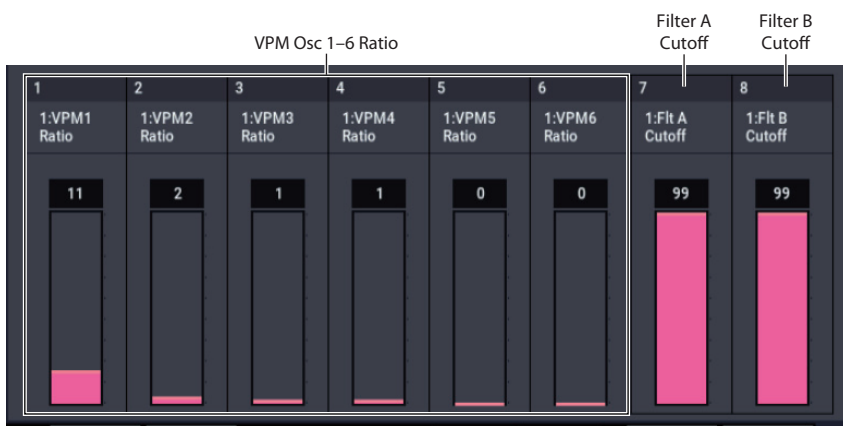 Filter A
Cutoff
Filter B
Cutoff
VPM Osc 1–6 Ratio
1
2
3
4
5
6
7
8
1:VPM1
Ratio
1:VPM2
Ratio
1:VPM3
Ratio
1:VPM4
Ratio
1:VPM5
Ratio
1:VPM6
Ratio
1:Flt A
Cutoff
1:Flt B
Cutoff
11
2
1
1
0
0
99
99